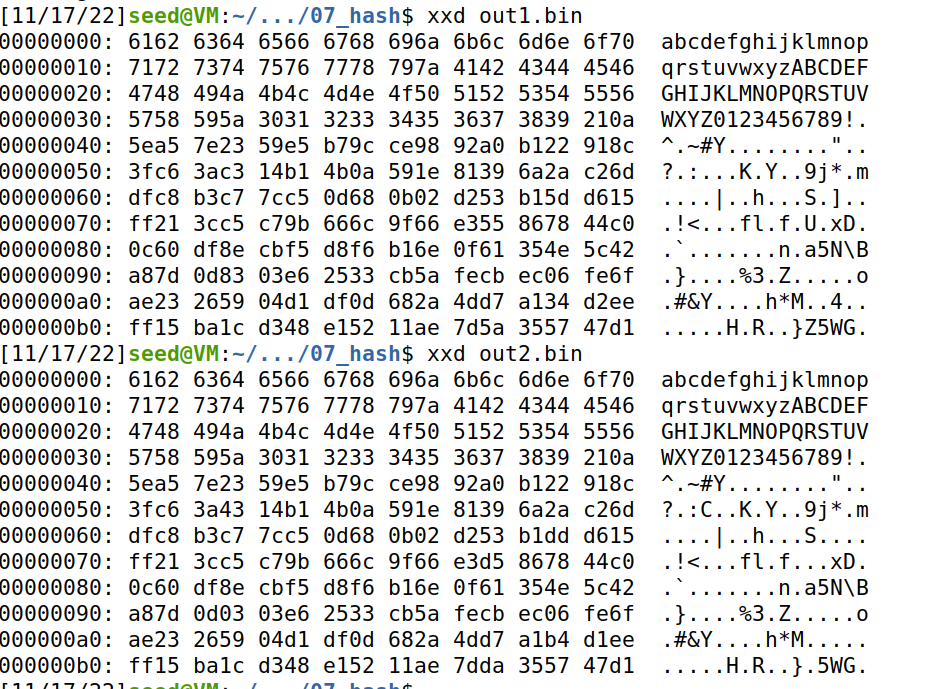 [11/17/22]seed@VM:~/.../07_hash$ xxd out1.bin
00000000: 6162 6364 6566 6768 696a 6b6c 6d6e 6f70  abcdefghijklmnop
00000010: 7172 7374 7576 7778 797a 4142 4344 4546  qrstuvwxyzABCDEF
00000020: 4748 494a 4b4c 4d4e 4f50 5152 5354 5556  GHIJKLMNOPQRSTUV
00000030: 5758 595a 3031 3233 3435 3637 3839 210a  WXYZ0123456789!.
00000040: 5ea5 7e23 59e5 b79c ce98 92a0 b122 918c  ^.~#Y........"..
00000050: 3fc6 3ac3 14b1 4b0a 591e 8139 6a2a c26d  ?.:...K.Y..9j*.m
00000060: dfc8 b3c7 7cc5 0d68 0b02 d253 b15d d615  ....|..h...S.]..
00000070: ff21 3cc5 c79b 666c 9f66 e355 8678 44c0  .!<...fl.f.U.xD.
00000080: 0c60 df8e cbf5 d8f6 b16e 0f61 354e 5c42  .`.......n.a5N\B
00000090: a87d 0d83 03e6 2533 cb5a fecb ec06 fe6f  .}....%3.Z.....o
000000a0: ae23 2659 04d1 df0d 682a 4dd7 a134 d2ee  .#&Y....h*M..4..
000000b0: ff15 ba1c d348 e152 11ae 7d5a 3557 47d1  .....H.R..}Z5WG.
[11/17/22]seed@VM:~/.../07_hash$ xxd out2.bin
00000000: 6162 6364 6566 6768 696a 6b6c 6d6e 6f70  abcdefghijklmnop
00000010: 7172 7374 7576 7778 797a 4142 4344 4546  qrstuvwxyzABCDEF
00000020: 4748 494a 4b4c 4d4e 4f50 5152 5354 5556  GHIJKLMNOPQRSTUV
00000030: 5758 595a 3031 3233 3435 3637 3839 210a  WXYZ0123456789!.
00000040: 5ea5 7e23 59e5 b79c ce98 92a0 b122 918c  ^.~#Y........"..
00000050: 3fc6 3a43 14b1 4b0a 591e 8139 6a2a c26d  ?.:C..K.Y..9j*.m
00000060: dfc8 b3c7 7cc5 0d68 0b02 d253 b1dd d615  ....|..h...S....
00000070: ff21 3cc5 c79b 666c 9f66 e3d5 8678 44c0  .!<...fl.f...xD.
00000080: 0c60 df8e cbf5 d8f6 b16e 0f61 354e 5c42  .`.......n.a5N\B
00000090: a87d 0d03 03e6 2533 cb5a fecb ec06 fe6f  .}....%3.Z.....o
000000a0: ae23 2659 04d1 df0d 682a 4dd7 a1b4 d1ee  .#&Y....h*M.....
000000b0: ff15 ba1c d348 e152 11ae 7dda 3557 47d1  .....H.R..}.5WG.